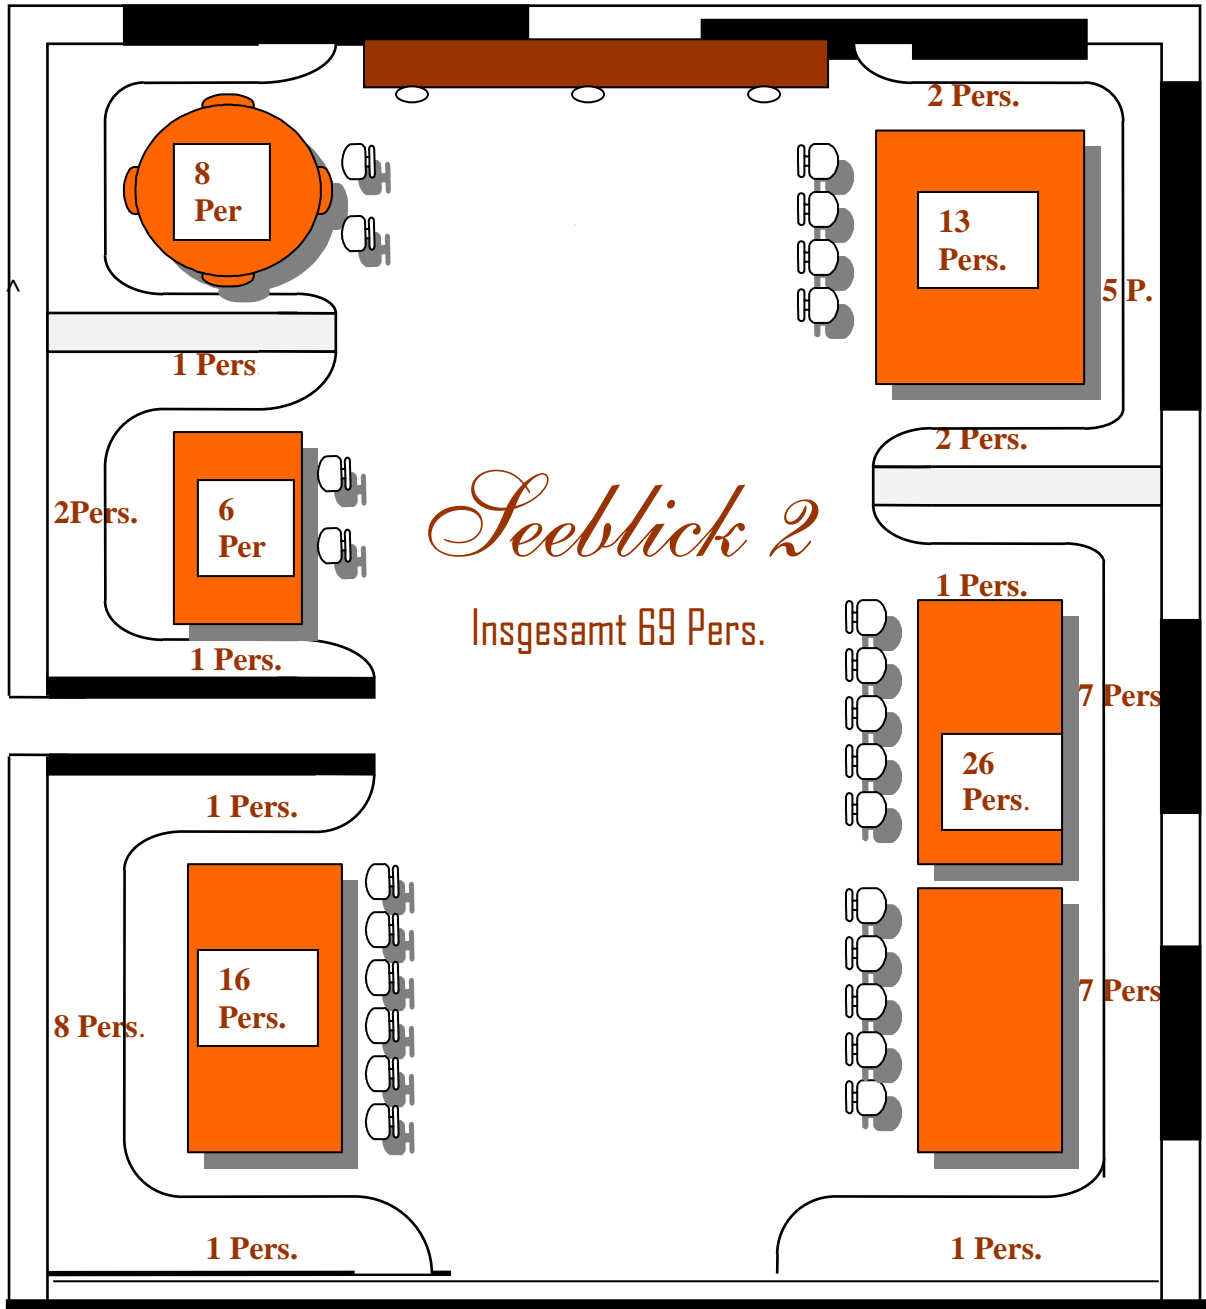 2 Pers.
8
Per
13
Pers.
5 P.
1 Pers
2 Pers.
2Pers.
6
Per
Seeblick 2
1 Pers.
Insgesamt 69 Pers.
1 Pers.
7 Pers
26
Pers.
1 Pers.
16
Pers.
7 Pers
8 Pers.
1 Pers.
1 Pers.